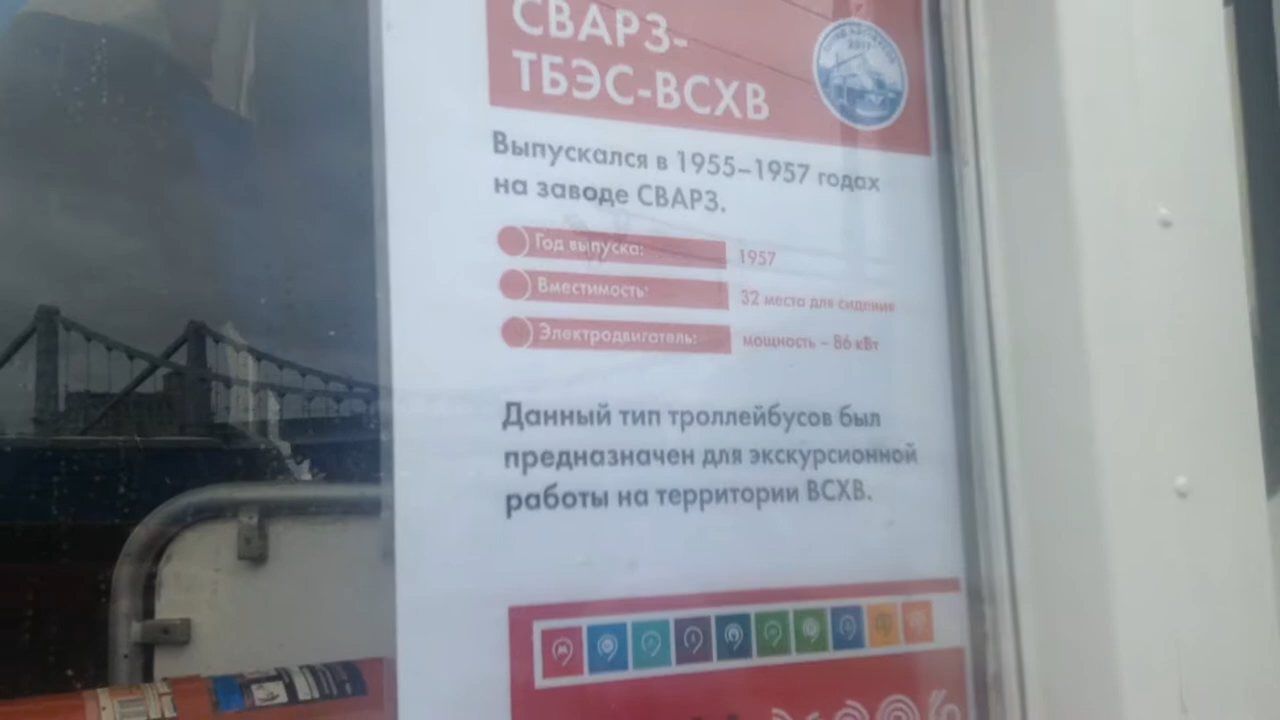 СВАРЗ-
ТБЭС-ВСХВ
Выпускался в 1955–1957 годах
на заводе СВАРЗ.
Год выпуска: 1957
Вместимость: 32 места для сидения
Электродвигатель: мощность – 86 кВт
Данный тип троллейбусов был
предназначен для экскурсионной
работы на территории ВСХВ.